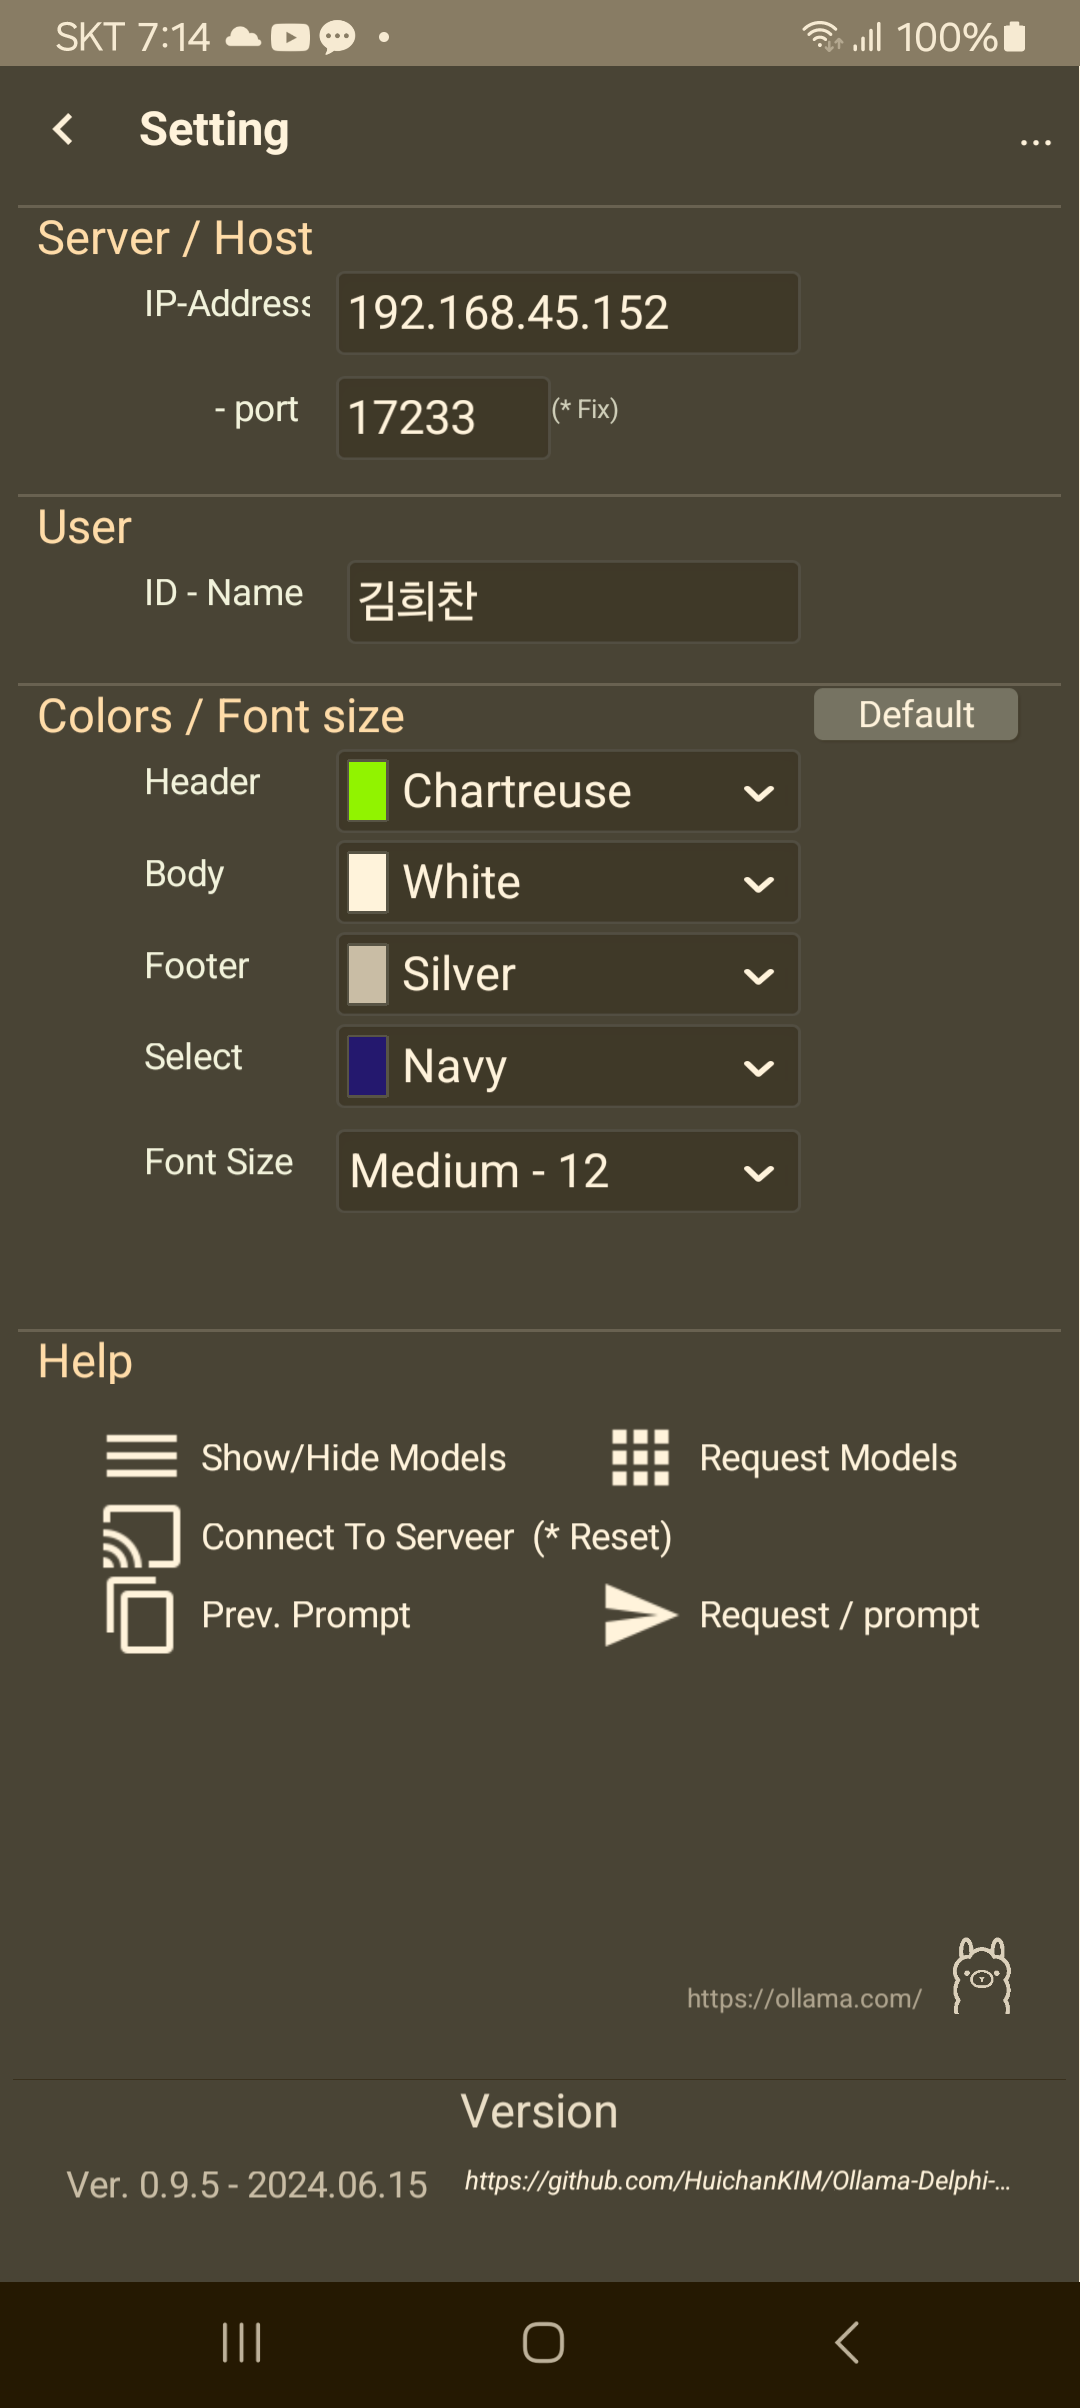 SKT 7:14 100%
Setting ...
Server / Host
IP-Address 192.168.45.152
- port 17233 (* Fix)
User
ID - Name 김희찬
Colors / Font size Default
Header Chartreuse
Body White
Footer Silver
Select Navy
Font Size Medium - 12
Help
Show/Hide Models Request Models
Connect To Serveer (* Reset)
Prev. Prompt Request / prompt
https://ollama.com/
Version
Ver. 0.9.5 - 2024.06.15 https://github.com/HuichanKIM/Ollama-Delphi-...